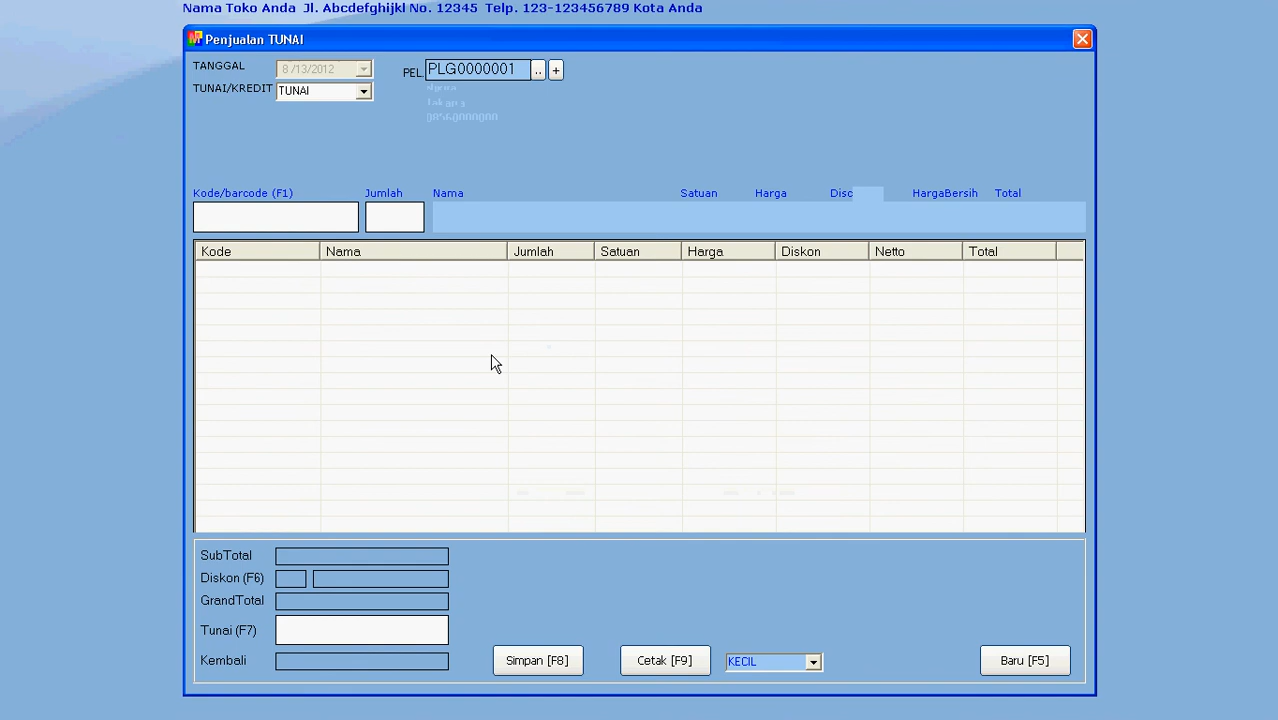 Nama Toko Anda Jl. Abcdefghijkl No. 12345 Telp. 123-123456789 Kota Anda
Penjualan TUNAI
TANGGAL 8 /13/2012 PEL. PLG0000001 .. +
TUNAI/KREDIT TUNAI
Kode/barcode (F1) Jumlah Nama Satuan Harga Disc HargaBersih Total
Kode Nama Jumlah Satuan Harga Diskon Netto Total
SubTotal
Diskon (F6)
GrandTotal
Tunai (F7)
Kembali Simpan [F8] Cetak [F9] KECIL Baru [F5]